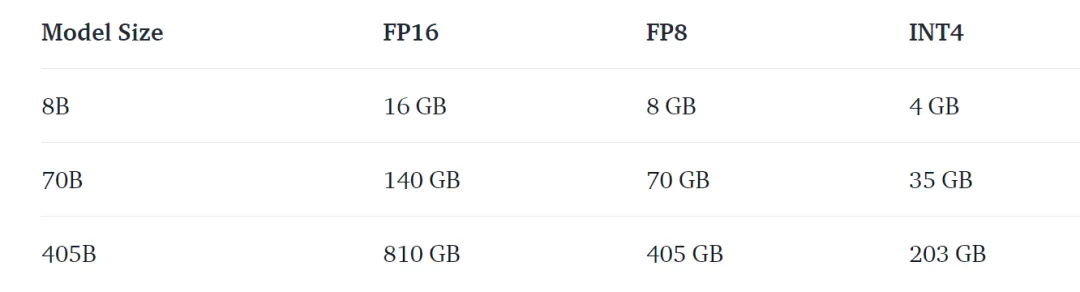 Model Size FP16 FP8 INT4
8B 16 GB 8 GB 4 GB
70B 140 GB 70 GB 35 GB
405B 810 GB 405 GB 203 GB